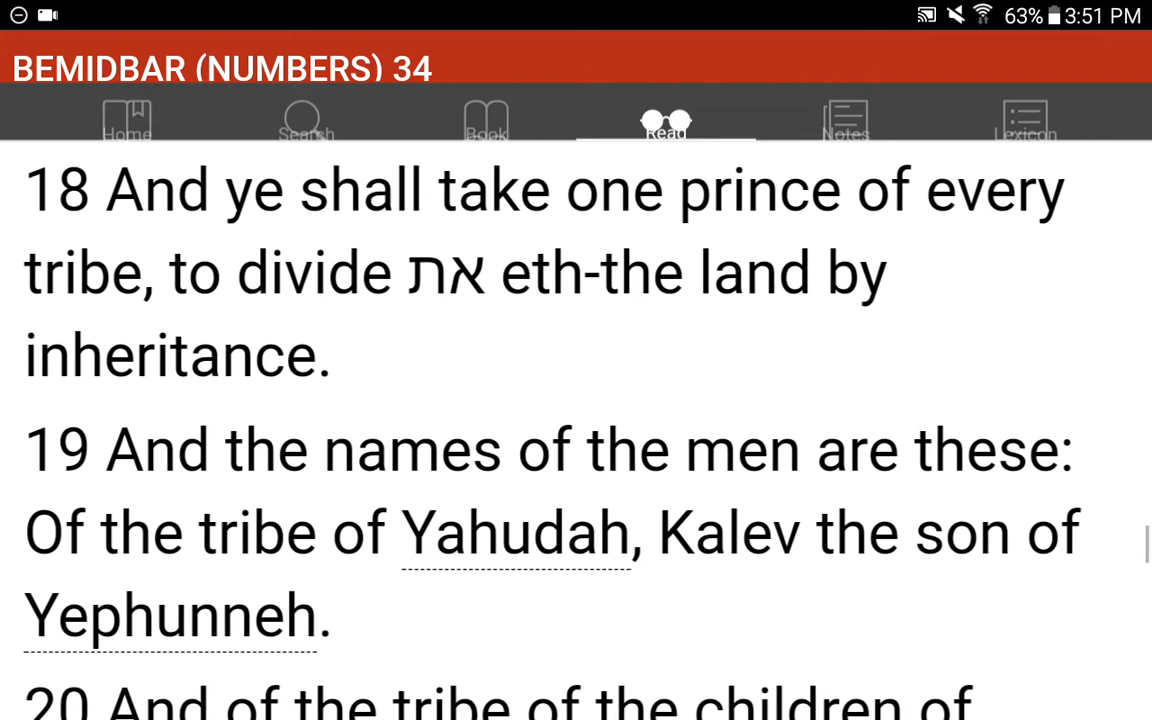 63% 3:51 PM
BEMIDBAR (NUMBERS) 34
Home Search Book Read Notes Lexicon
18 And ye shall take one prince of every
tribe, to divide את eth-the land by
inheritance.
19 And the names of the men are these:
Of the tribe of Yahudah, Kalev the son of
Yephunneh.
20 And of the tribe of the children of